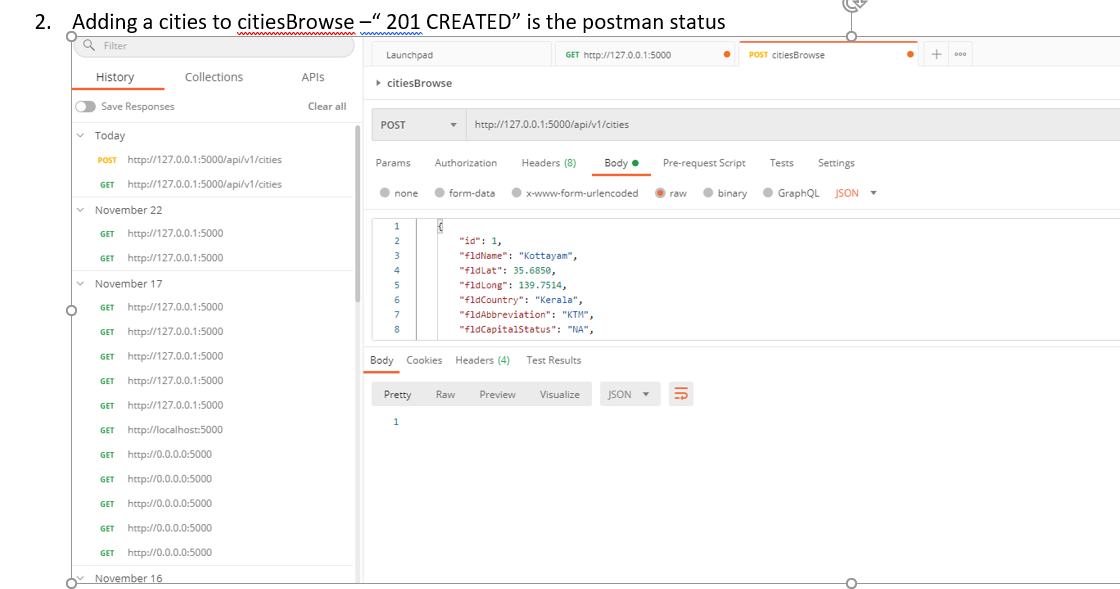 2. Adding a cities to citiesBrowse –“ 201 CREATED” is the postman status
Filter
History Collections APIs
Save Responses Clear all
Today
POST http://127.0.0.1:5000/api/v1/cities
GET http://127.0.0.1:5000/api/v1/cities
November 22
GET http://127.0.0.1:5000
GET http://127.0.0.1:5000
November 17
GET http://127.0.0.1:5000
GET http://127.0.0.1:5000
GET http://127.0.0.1:5000
GET http://127.0.0.1:5000
GET http://127.0.0.1:5000
GET http://localhost:5000
GET http://0.0.0.0:5000
GET http://0.0.0.0:5000
GET http://0.0.0.0:5000
GET http://0.0.0.0:5000
GET http://0.0.0.0:5000
November 16
Launchpad GET http://127.0.0.1:5000 POST citiesBrowse + ooo
citiesBrowse
POST http://127.0.0.1:5000/api/v1/cities
Params Authorization Headers (8) Body Pre-request Script Tests Settings
none form-data x-www-form-urlencoded raw binary GraphQL JSON
1 {
2 "id": 1,
3 "fldName": "Kottayam",
4 "fldLat": 35.6850,
5 "fldLong": 139.7514,
6 "fldCountry": "Kerala",
7 "fldAbbreviation": "KTM",
8 "fldCapitalStatus": "NA",
Body Cookies Headers (4) Test Results
Pretty Raw Preview Visualize JSON
1